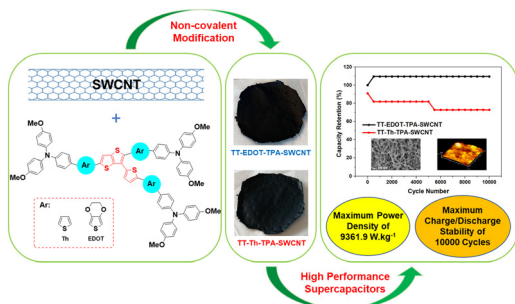 Non-covalent
Modification
SWCNT
+
MeO
MeO
Ar
S
S
S
S
Ar
Ar
N
N
N
OMe
OMe
MeO
OMe
Ar:
S
Th
O
O
S
EDOT
TT-EDOT-TPA-SWCNT
TT-Th-TPA-SWCNT
Capacity Retention (%)
120
100
80
60
40
20
0
0
2000
4000
6000
8000
10000
Cycle Number
TT-EDOT-TPA-SWCNT
TT-Th-TPA-SWCNT
Maximum Power
Density of
9361.9 W.kg⁻¹
Maximum
Charge/Discharge
Stability of
10000 Cycles
High Performance
Supercapacitors